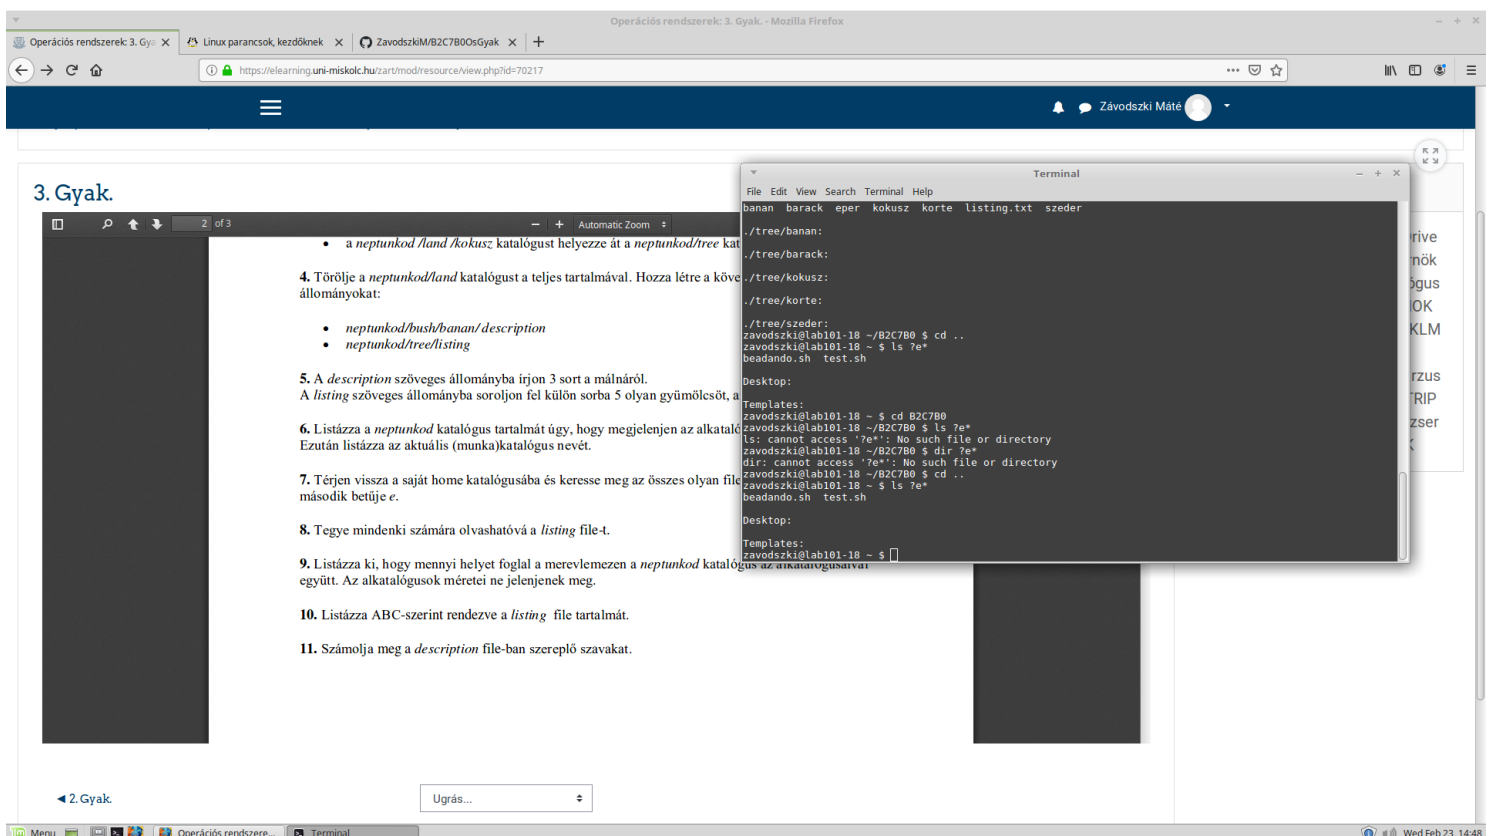 Operációs rendszerek: 3. Gyak. - Mozilla Firefox
Operációs rendszerek: 3. Gya
Linux parancsok, kezdőknek
ZavodszkiM/B2C7B0OsGyak
https://elearning.uni-miskolc.hu/zart/mod/resource/view.php?id=70217
Závodszki Máté
3. Gyak.
2 of 3
Automatic Zoom
• a neptunkod /land /kokusz katalógust helyezze át a neptunkod/tree kat
4. Törölje a neptunkod/land katalógust a teljes tartalmával. Hozza létre a köve
állományokat:
• neptunkod/bush/banan/ description
• neptunkod/tree/listing
5. A description szöveges állományba írjon 3 sort a málnáról.
A listing szöveges állományba soroljon fel külön sorba 5 olyan gyümölcsöt, a
6. Listázza a neptunkod katalógus tartalmát úgy, hogy megjelenjen az alkataló
Ezután listázza az aktuális (munka)katalógus nevét.
7. Térjen vissza a saját home katalógusába és keresse meg az összes olyan file
második betűje e.
8. Tegye mindenki számára olvashatóvá a listing file-t.
9. Listázza ki, hogy mennyi helyet foglal a merevlemezen a neptunkod katalógus az alkatalógusaival
együtt. Az alkatalógusok méretei ne jelenjenek meg.
10. Listázza ABC-szerint rendezve a listing file tartalmát.
11. Számolja meg a description file-ban szereplő szavakat.
Terminal
File Edit View Search Terminal Help
banan barack eper kokusz korte listing.txt szeder
./tree/banan:
./tree/barack:
./tree/kokusz:
./tree/korte:
./tree/szeder:
zavodszki@lab101-18 ~/B2C7B0 $ cd ..
zavodszki@lab101-18 ~ $ ls ?e*
beadando.sh test.sh
Desktop:
Templates:
zavodszki@lab101-18 ~ $ cd B2C7B0
zavodszki@lab101-18 ~/B2C7B0 $ ls ?e*
ls: cannot access '?e*': No such file or directory
zavodszki@lab101-18 ~/B2C7B0 $ dir ?e*
dir: cannot access '?e*': No such file or directory
zavodszki@lab101-18 ~/B2C7B0 $ cd ..
zavodszki@lab101-18 ~ $ ls ?e*
beadando.sh test.sh
Desktop:
Templates:
zavodszki@lab101-18 ~ $
rive
nök
ógus
OK
KLM
rzus
RIP
zser
◄ 2. Gyak.
Ugrás...
Menu
Operációs rendszere...
Terminal
Wed Feb 23, 14:48